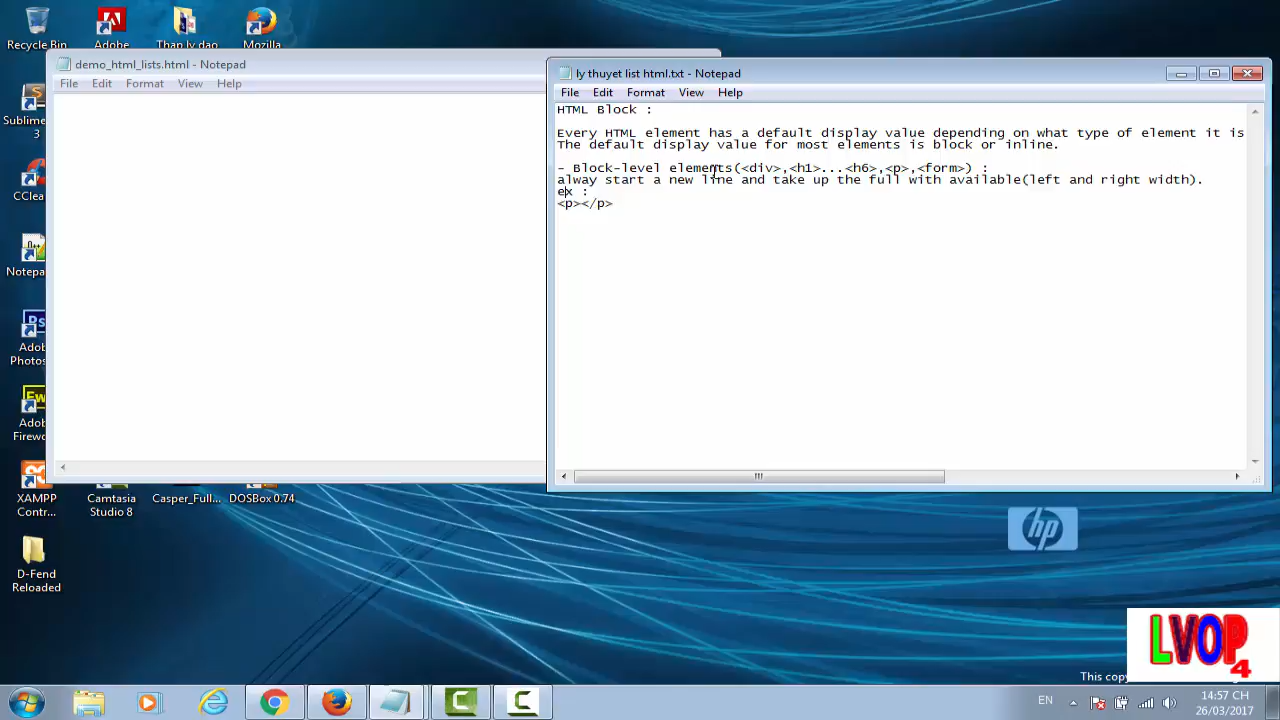 Recycle Bin
Adobe
Thap ly dao
Mozilla
demo_html_lists.html - Notepad
File Edit Format View Help
ly thuyet list html.txt - Notepad
File Edit Format View Help
HTML Block :
Every HTML element has a default display value depending on what type of element it is
The default display value for most elements is block or inline.
- Block-level elements(<div>,<h1>...<h6>,<p>,<form>) :
alway start a new line and take up the full with available(left and right width).
ex :
<p></p>
Sublime
3
CClea
Notepa
Ps
Adob
Photos
Fw
Adob
Firewo
XAMPP
Contr...
Camtasia
Studio 8
Casper_Full...
DOSBox 0.74
D-Fend
Reloaded
hp
LVOP
4
This copy
EN
14:57 CH
26/03/2017